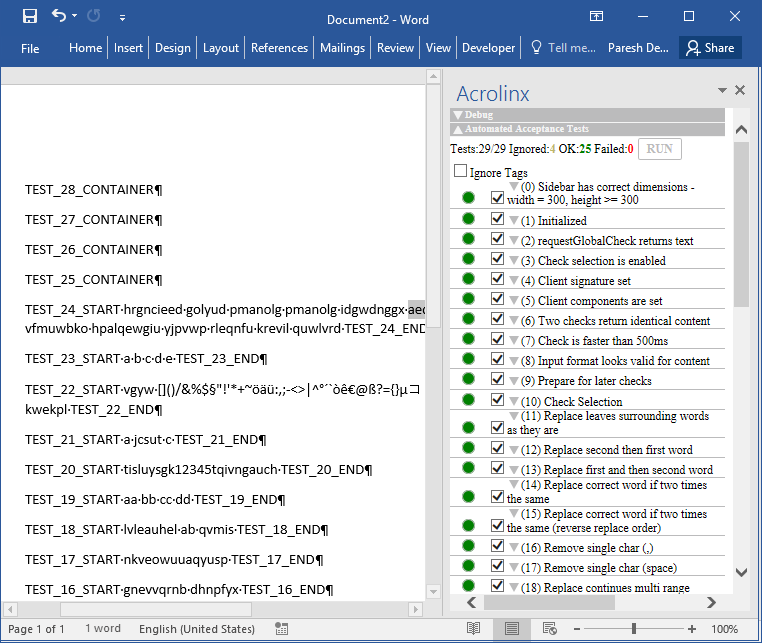 Document2 - Word
File Home Insert Design Layout References Mailings Review View Developer Tell me... Paresh De... Share
TEST_28_CONTAINER¶
TEST_27_CONTAINER¶
TEST_26_CONTAINER¶
TEST_25_CONTAINER¶
TEST_24_START·hrgncieed·golyud·pmanolg·pmanolg·idgwdnggx·aed
vfmuwbko·hpalqewgiu·yjpvwp·rleqnfu·krevil·quwlvrd·TEST_24_END
TEST_23_START·a·b·c·d·e·TEST_23_END¶
TEST_22_START·vgyw·[]()/&%$§"!'*+~öäü:,;-<>|^°´`òê€@ß?={}µコ
kwekpl·TEST_22_END¶
TEST_21_START·a·jcsut·c·TEST_21_END¶
TEST_20_START·tisluysgk12345tqivngauch·TEST_20_END¶
TEST_19_START·aa·bb·cc·dd·TEST_19_END¶
TEST_18_START·lvleauhel·ab·qvmis·TEST_18_END¶
TEST_17_START·nkveowuuaqyusp·TEST_17_END¶
TEST_16_START·gnevvqrnb·dhnpfyx·TEST_16_END¶
Acrolinx
Debug
Automated Acceptance Tests
Tests:29/29 Ignored:4 OK:25 Failed:0 RUN
Ignore Tags
(0) Sidebar has correct dimensions -
width = 300, height >= 300
(1) Initialized
(2) requestGlobalCheck returns text
(3) Check selection is enabled
(4) Client signature set
(5) Client components are set
(6) Two checks return identical content
(7) Check is faster than 500ms
(8) Input format looks valid for content
(9) Prepare for later checks
(10) Check Selection
(11) Replace leaves surrounding words
as they are
(12) Replace second then first word
(13) Replace first and then second word
(14) Replace correct word if two times
the same
(15) Replace correct word if two times
the same (reverse replace order)
(16) Remove single char (,)
(17) Remove single char (space)
(18) Replace continues multi range
Page 1 of 1 1 word English (United States) 100%